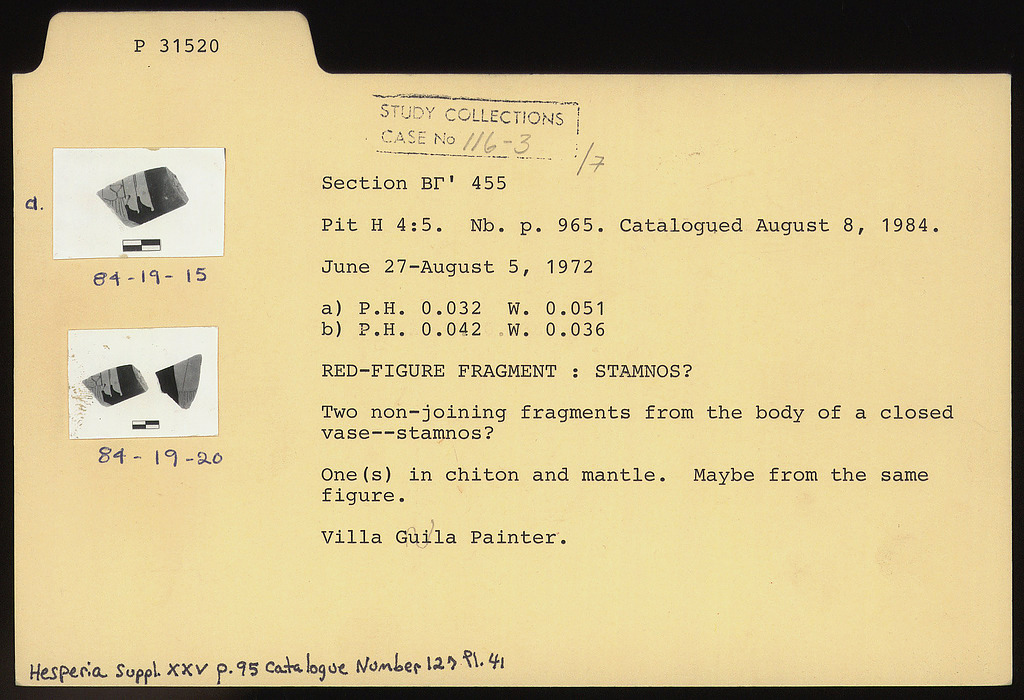 P 31520
STUDY COLLECTIONS
CASE No 116-3
/7
a.
84-19-15
84-19-20
Section ΒΓ' 455
Pit H 4:5. Nb. p. 965. Catalogued August 8, 1984.
June 27-August 5, 1972
a) P.H. 0.032 W. 0.051
b) P.H. 0.042 W. 0.036
RED-FIGURE FRAGMENT : STAMNOS?
Two non-joining fragments from the body of a closed
vase--stamnos?
One(s) in chiton and mantle. Maybe from the same
figure.
Villa Guila Painter.
Hesperia Suppl. XXV p.95 Catalogue Number 127 Pl. 41